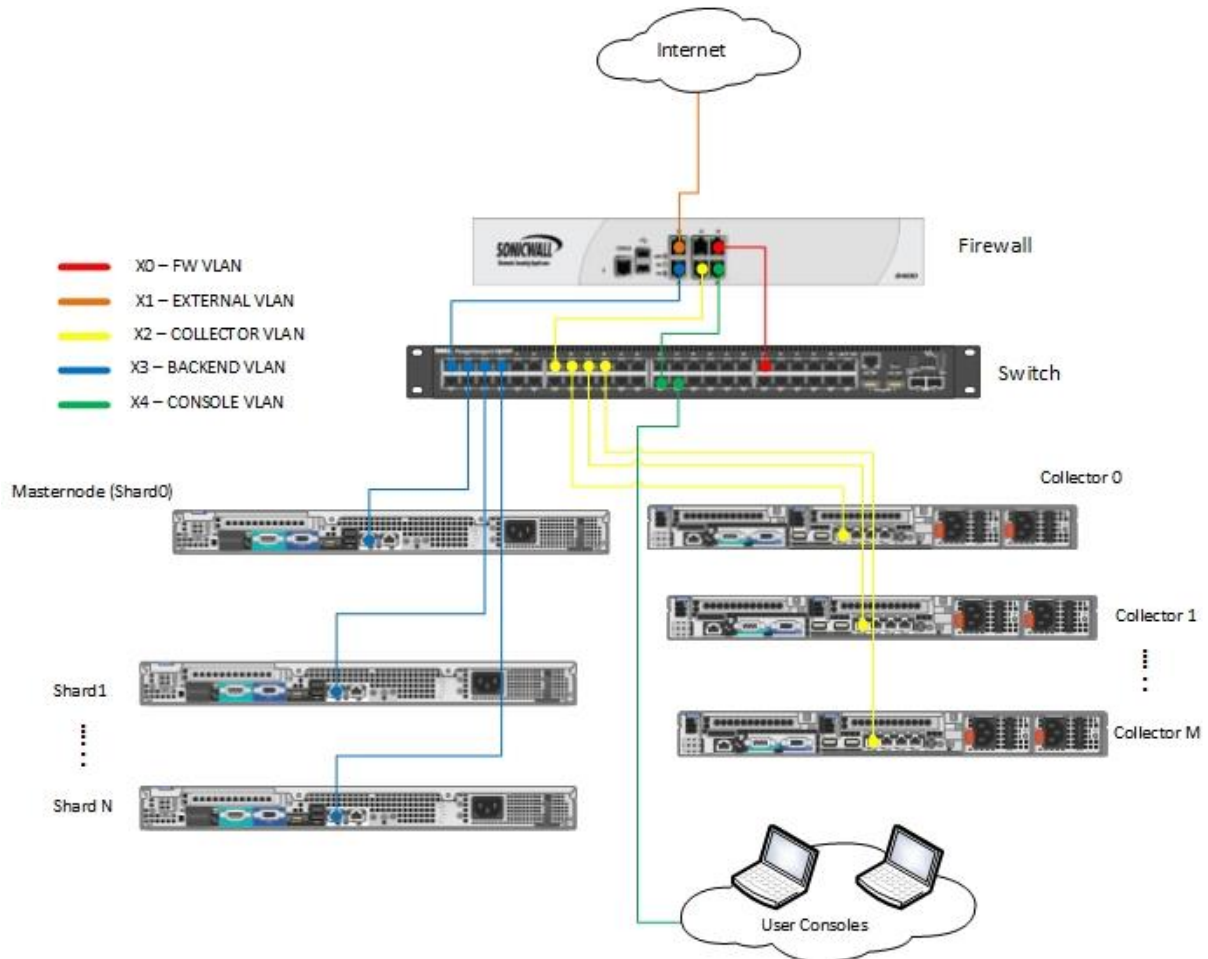 Internet
SONICWALL
Firewall
X0 – FW VLAN
X1 – EXTERNAL VLAN
X2 – COLLECTOR VLAN
X3 – BACKEND VLAN
X4 – CONSOLE VLAN
Switch
Masternode (Shard0)
Collector 0
Collector 1
Shard1
Collector M
Shard N
User Consoles